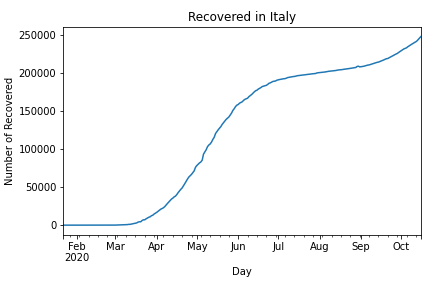 Recovered in Italy
250000
200000
150000
100000
50000
0
Number of Recovered
Feb Mar Apr May Jun Jul Aug Sep Oct
2020
Day